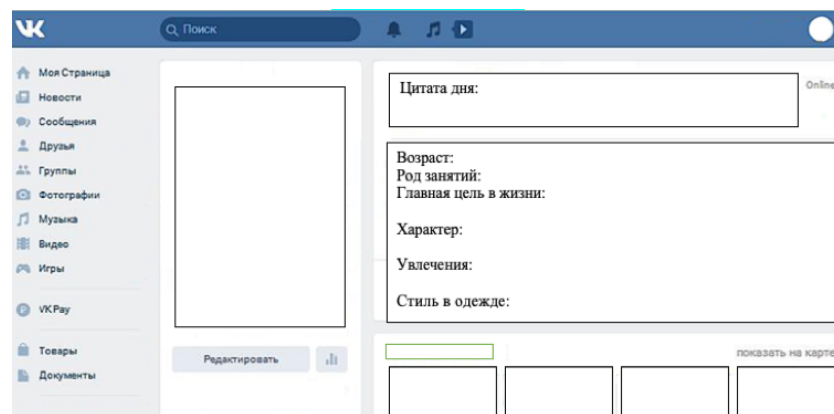 Поиск
Моя Страница
Новости
Сообщения
Друзья
Группы
Фотографии
Музыка
Видео
Игры
VK Pay
Товары
Документы
Редактировать
Цитата дня:
Online
Возраст:
Род занятий:
Главная цель в жизни:
Характер:
Увлечения:
Стиль в одежде:
показать на карте